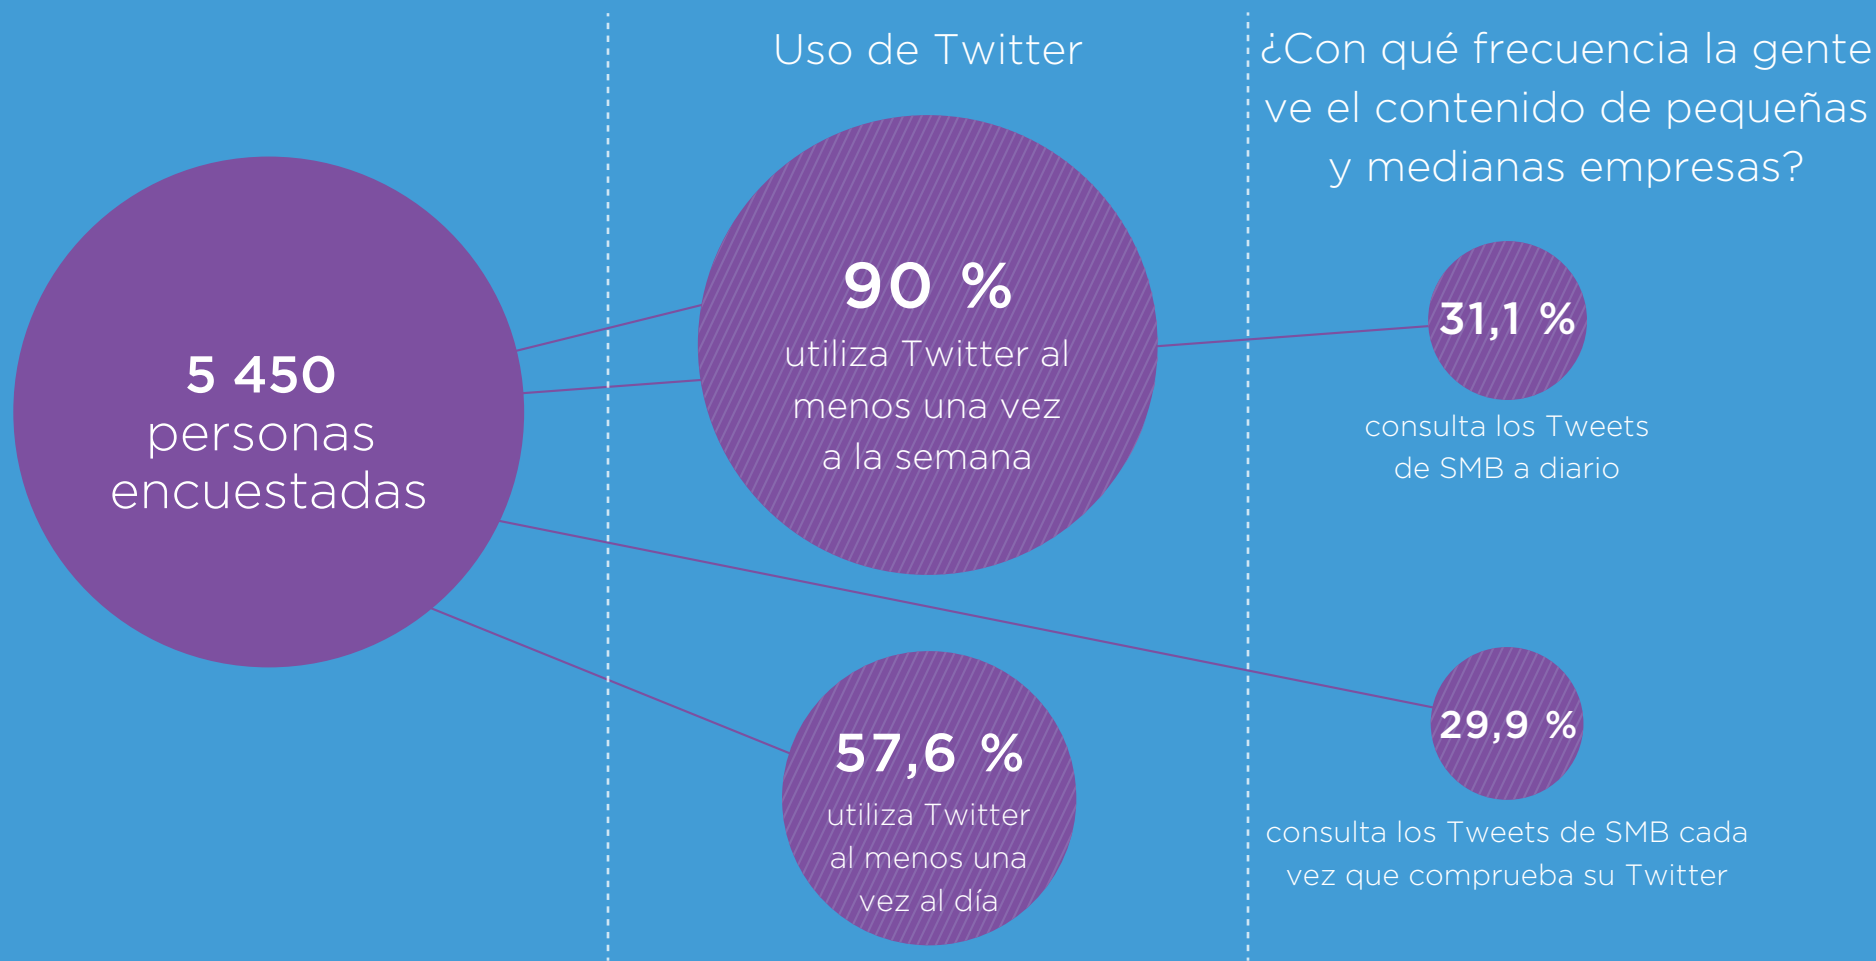 5 450
personas
encuestadas
Uso de Twitter
90 %
utiliza Twitter al
menos una vez
a la semana
57,6 %
utiliza Twitter
al menos una
vez al día
¿Con qué frecuencia la gente
ve el contenido de pequeñas
y medianas empresas?
31,1 %
consulta los Tweets
de SMB a diario
29,9 %
consulta los Tweets de SMB cada
vez que comprueba su Twitter